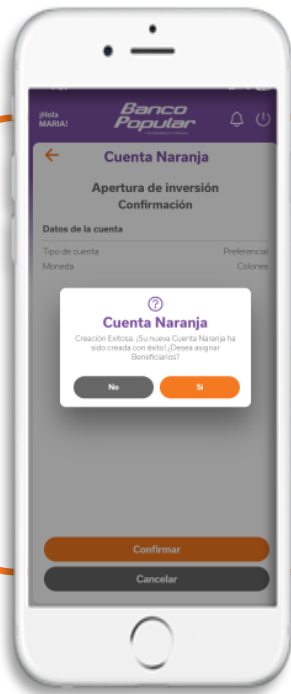 ¡Hola
MARIA!
Banco
Popular
Cuenta Naranja
Apertura de inversión
Confirmación
Datos de la cuenta
Tipo de cuenta Preferencial
Moneda Colones
Cuenta Naranja
Creación Exitosa. ¡Su nueva Cuenta Naranja ha
sido creada con éxito! ¿Desea asignar
Beneficiarios?
No Si
Confirmar
Cancelar